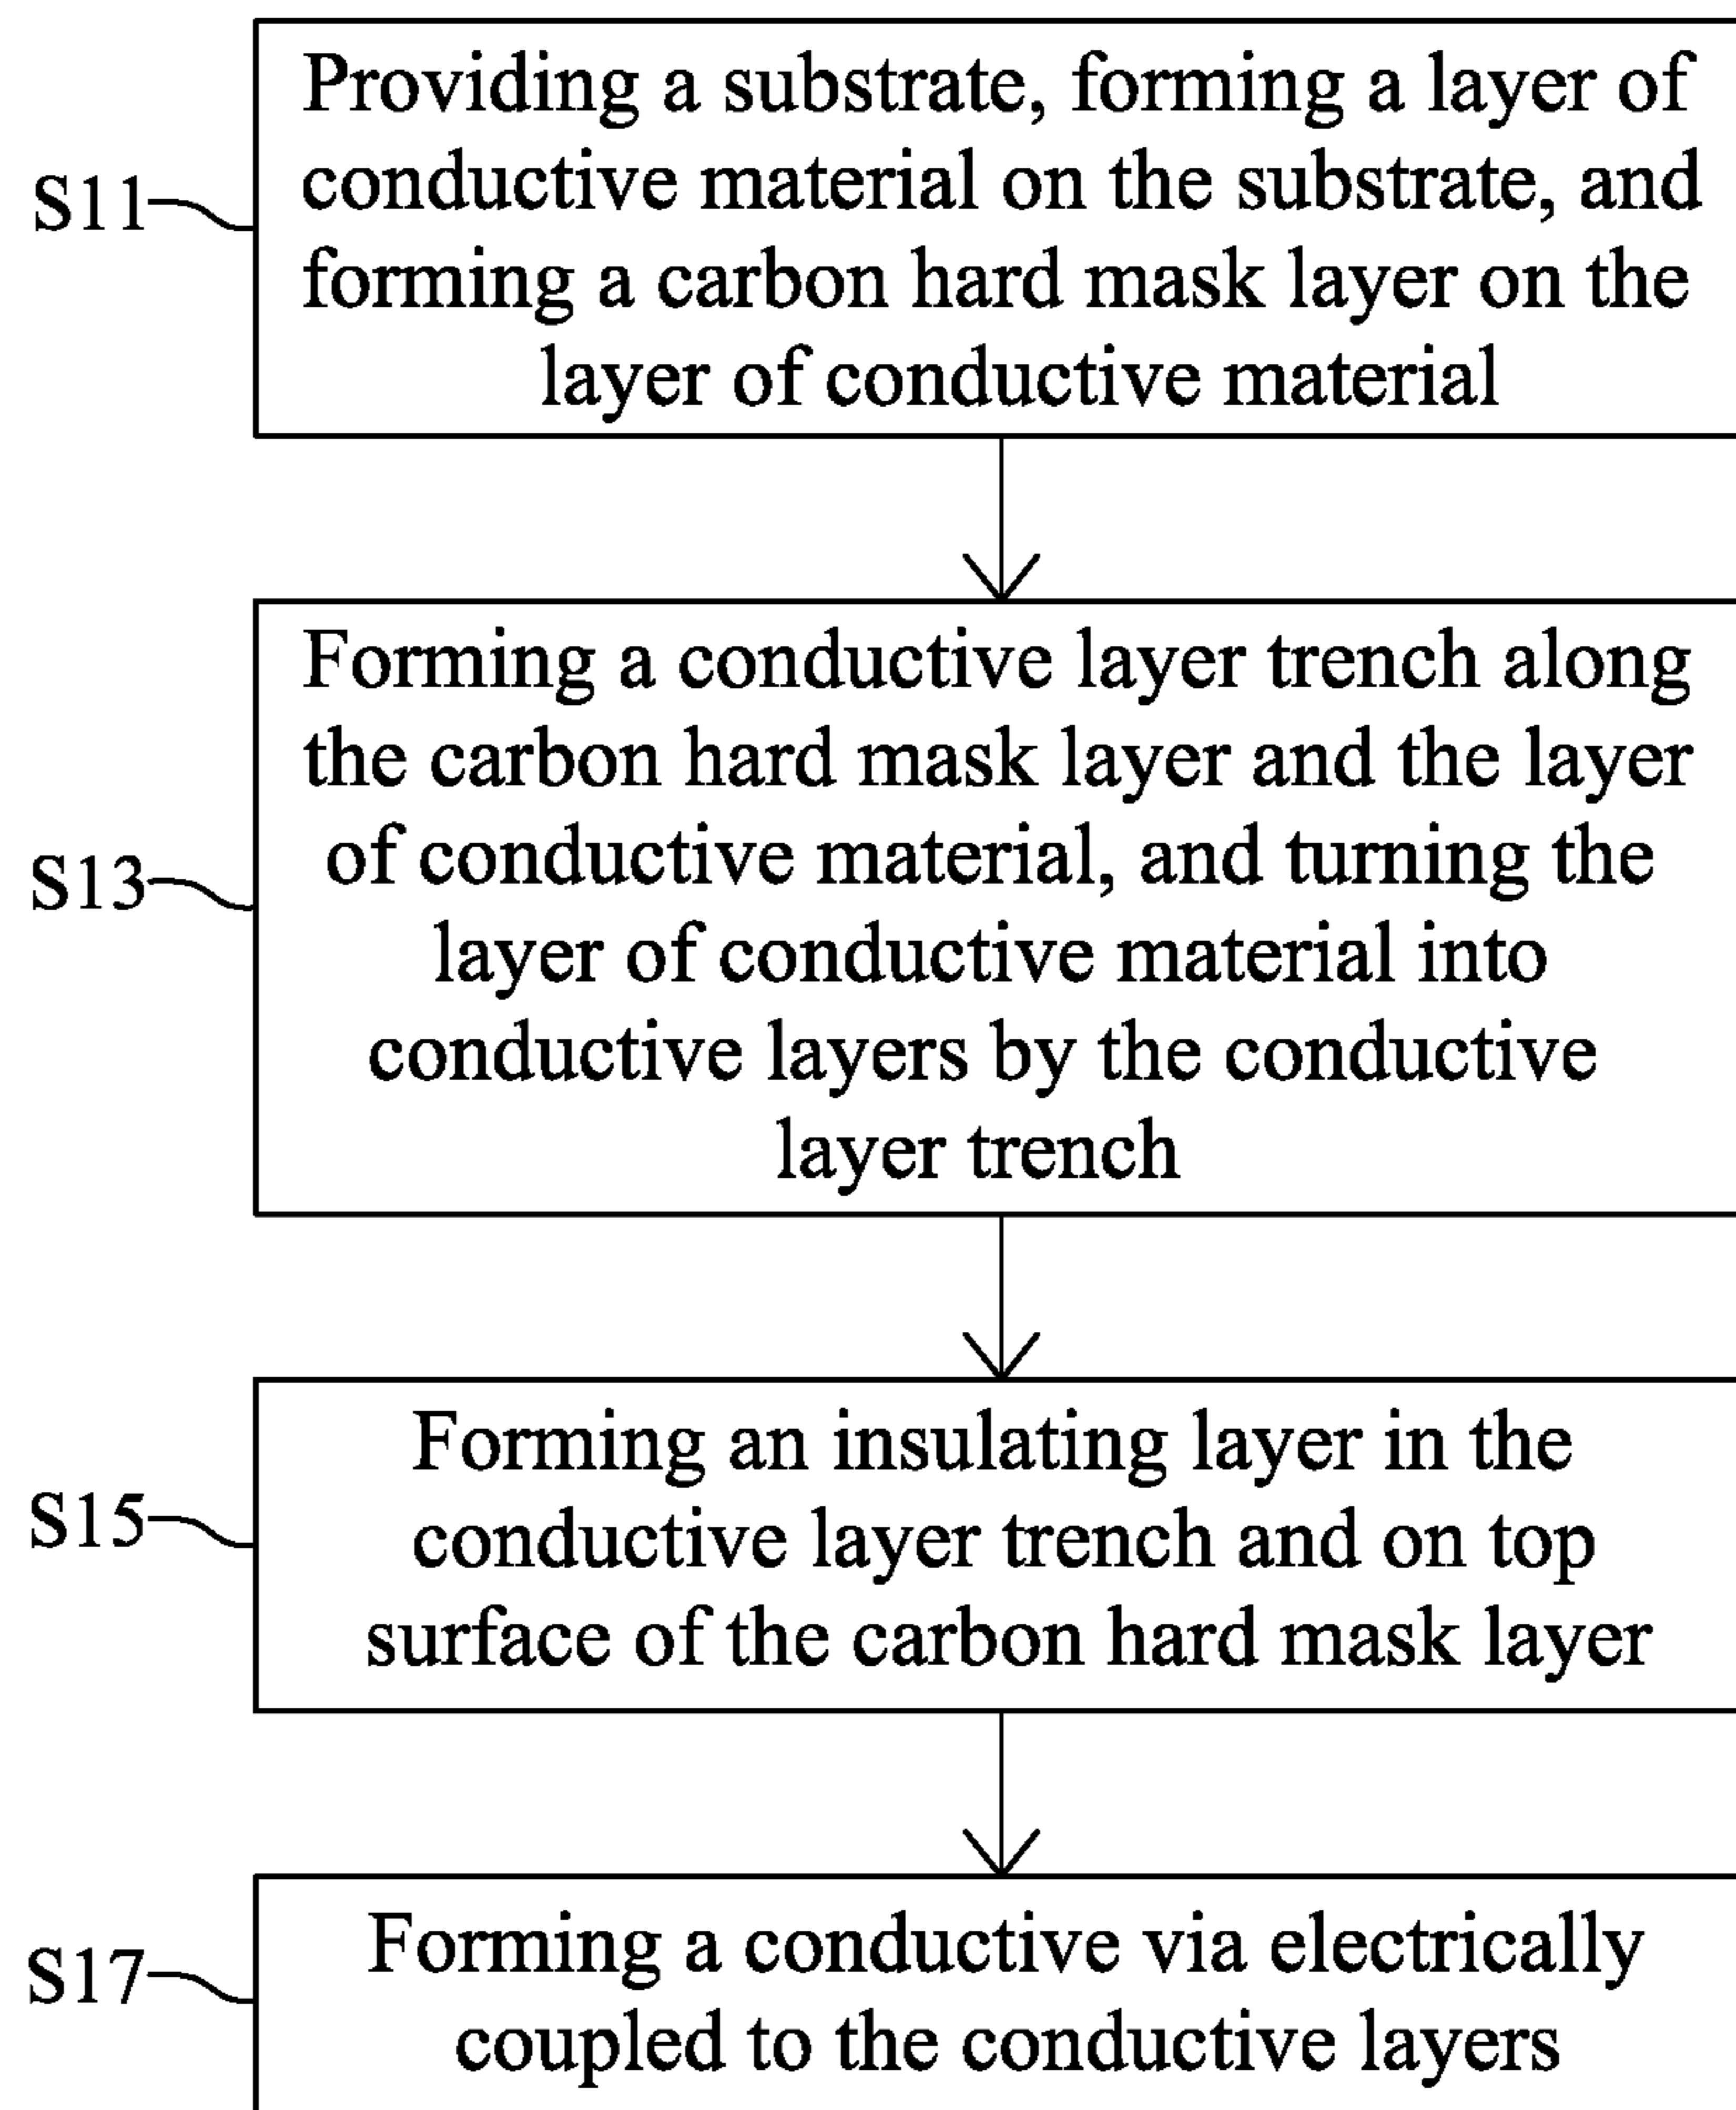 Providing a substrate, forming a layer of
conductive material on the substrate, and
forming a carbon hard mask layer on the
layer of conductive material
S11
Forming a conductive layer trench along
the carbon hard mask layer and the layer
of conductive material, and turning the
layer of conductive material into
conductive layers by the conductive
layer trench
S13
Forming an insulating layer in the
conductive layer trench and on top
surface of the carbon hard mask layer
S15
Forming a conductive via electrically
coupled to the conductive layers
S17